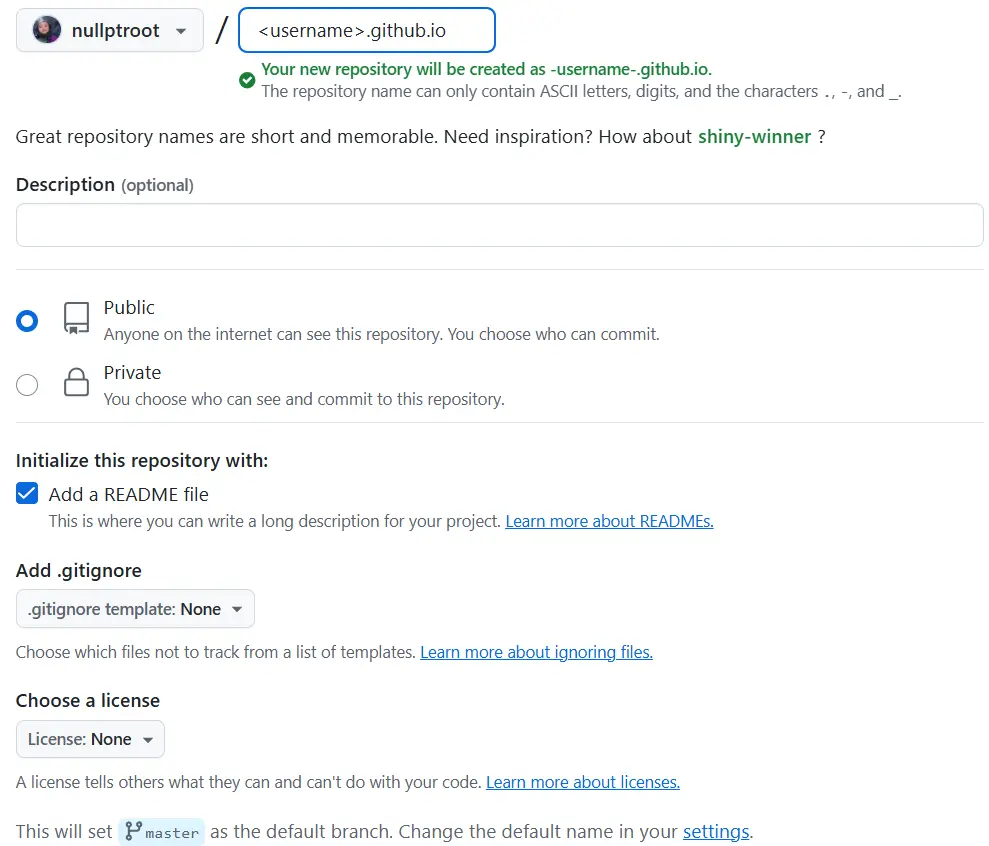 nullptroot / <username>.github.io
Your new repository will be created as -username-.github.io.
The repository name can only contain ASCII letters, digits, and the characters ., -, and _.
Great repository names are short and memorable. Need inspiration? How about shiny-winner ?
Description (optional)
Public
Anyone on the internet can see this repository. You choose who can commit.
Private
You choose who can see and commit to this repository.
Initialize this repository with:
Add a README file
This is where you can write a long description for your project. Learn more about READMEs.
Add .gitignore
.gitignore template: None
Choose which files not to track from a list of templates. Learn more about ignoring files.
Choose a license
License: None
A license tells others what they can and can't do with your code. Learn more about licenses.
This will set master as the default branch. Change the default name in your settings.